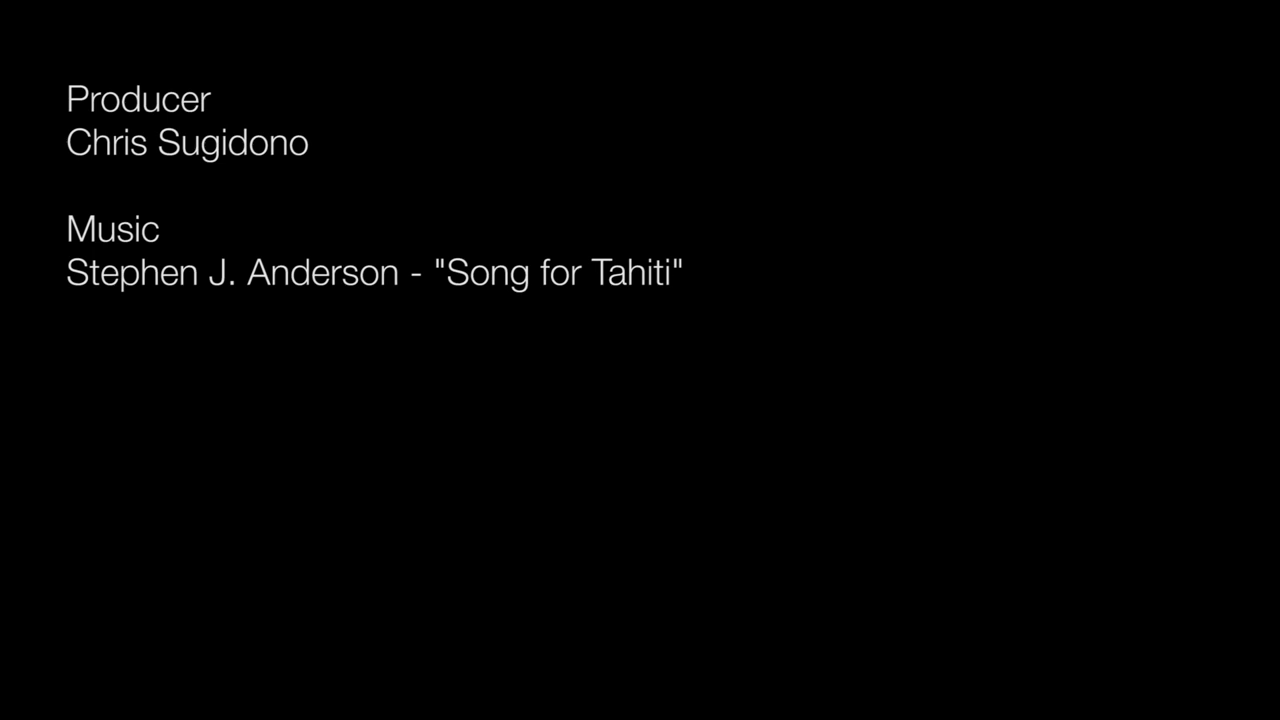 Producer
Chris Sugidono
Music
Stephen J. Anderson - "Song for Tahiti"